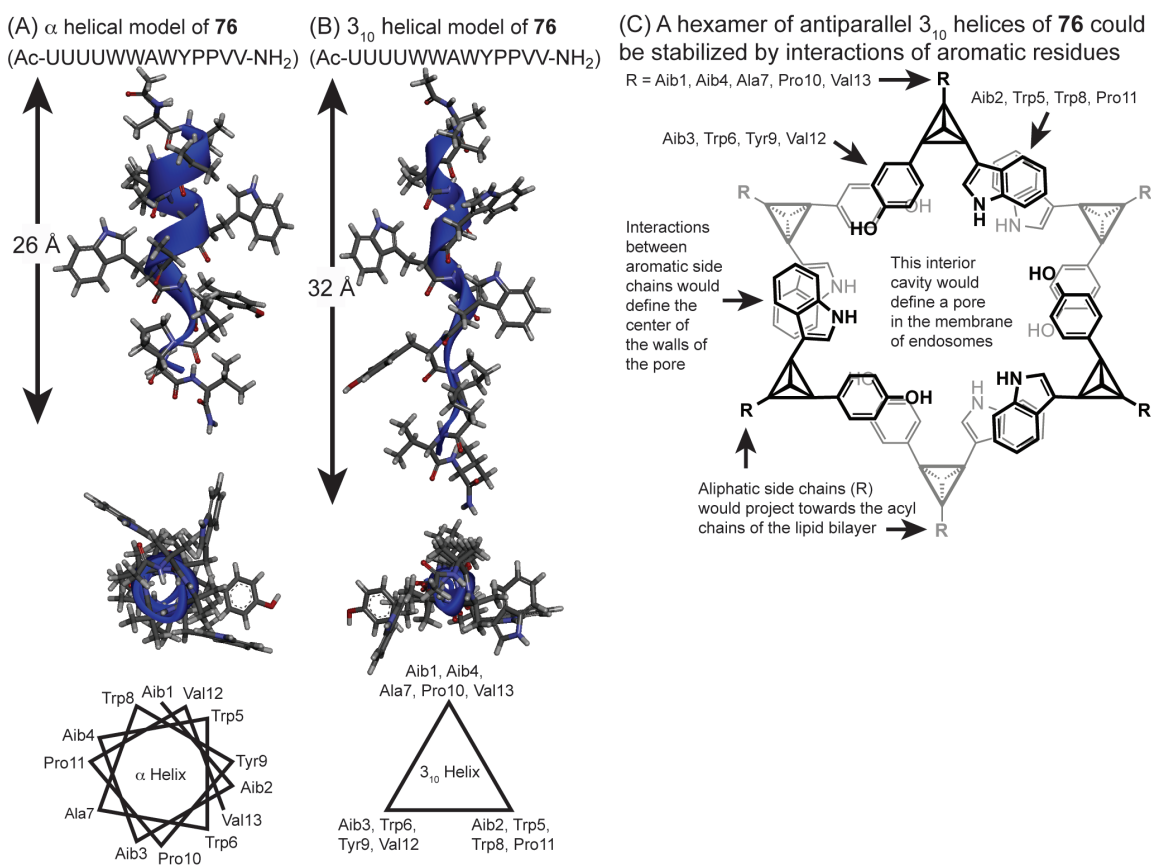 (A) α helical model of 76
(Ac-UUUUWWAWYPPVV-NH₂)
26 Å
Trp8
Aib1
Val12
Trp5
Aib4
Tyr9
Pro11
α Helix
Aib2
Ala7
Val13
Trp6
Aib3
Pro10
(B) 3₁₀ helical model of 76
(Ac-UUUUWWAWYPPVV-NH₂)
32 Å
Aib1, Aib4,
Ala7, Pro10, Val13
3₁₀ Helix
Aib3, Trp6,
Tyr9, Val12
Aib2, Trp5,
Trp8, Pro11
(C) A hexamer of antiparallel 3₁₀ helices of 76 could
be stabilized by interactions of aromatic residues
R = Aib1, Aib4, Ala7, Pro10, Val13
R
Aib2, Trp5, Trp8, Pro11
Aib3, Trp6, Tyr9, Val12
R
OH
HO
NH
HN
R
Interactions
between
aromatic side
chains would
define the
center of
the walls of
the pore
NH
NH
This interior
cavity would
define a pore
in the membrane
of endosomes
HO
HO
R
HO
OH
N
H
HN
R
Aliphatic side chains (R)
would project towards the acyl
chains of the lipid bilayer
R